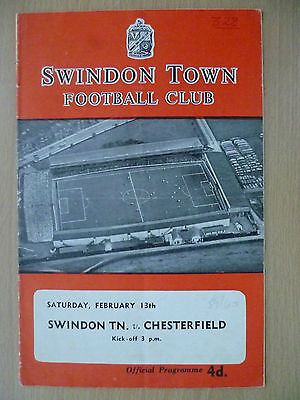 SWINDON TOWN
FOOTBALL CLUB
SATURDAY, FEBRUARY 13th
SWINDON TN. v. CHESTERFIELD
Kick-off 3 p.m.
Official Programme 4d.